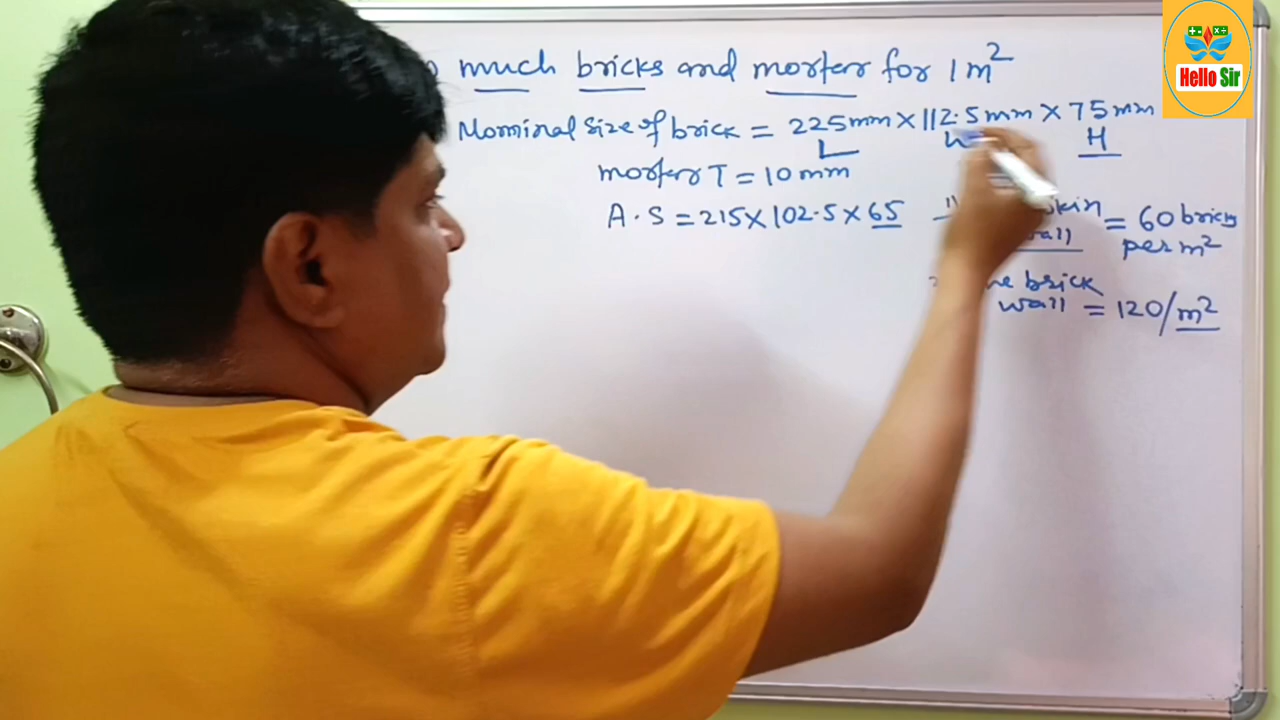 much bricks and morter for 1m²
Nominal Size of brick = 225mm × 112.5mm × 75mm
L H
morter T = 10mm
A.S = 215 × 102.5 × 65
= 60 bricks
per m²
brick
wall = 120/m²
Hello Sir